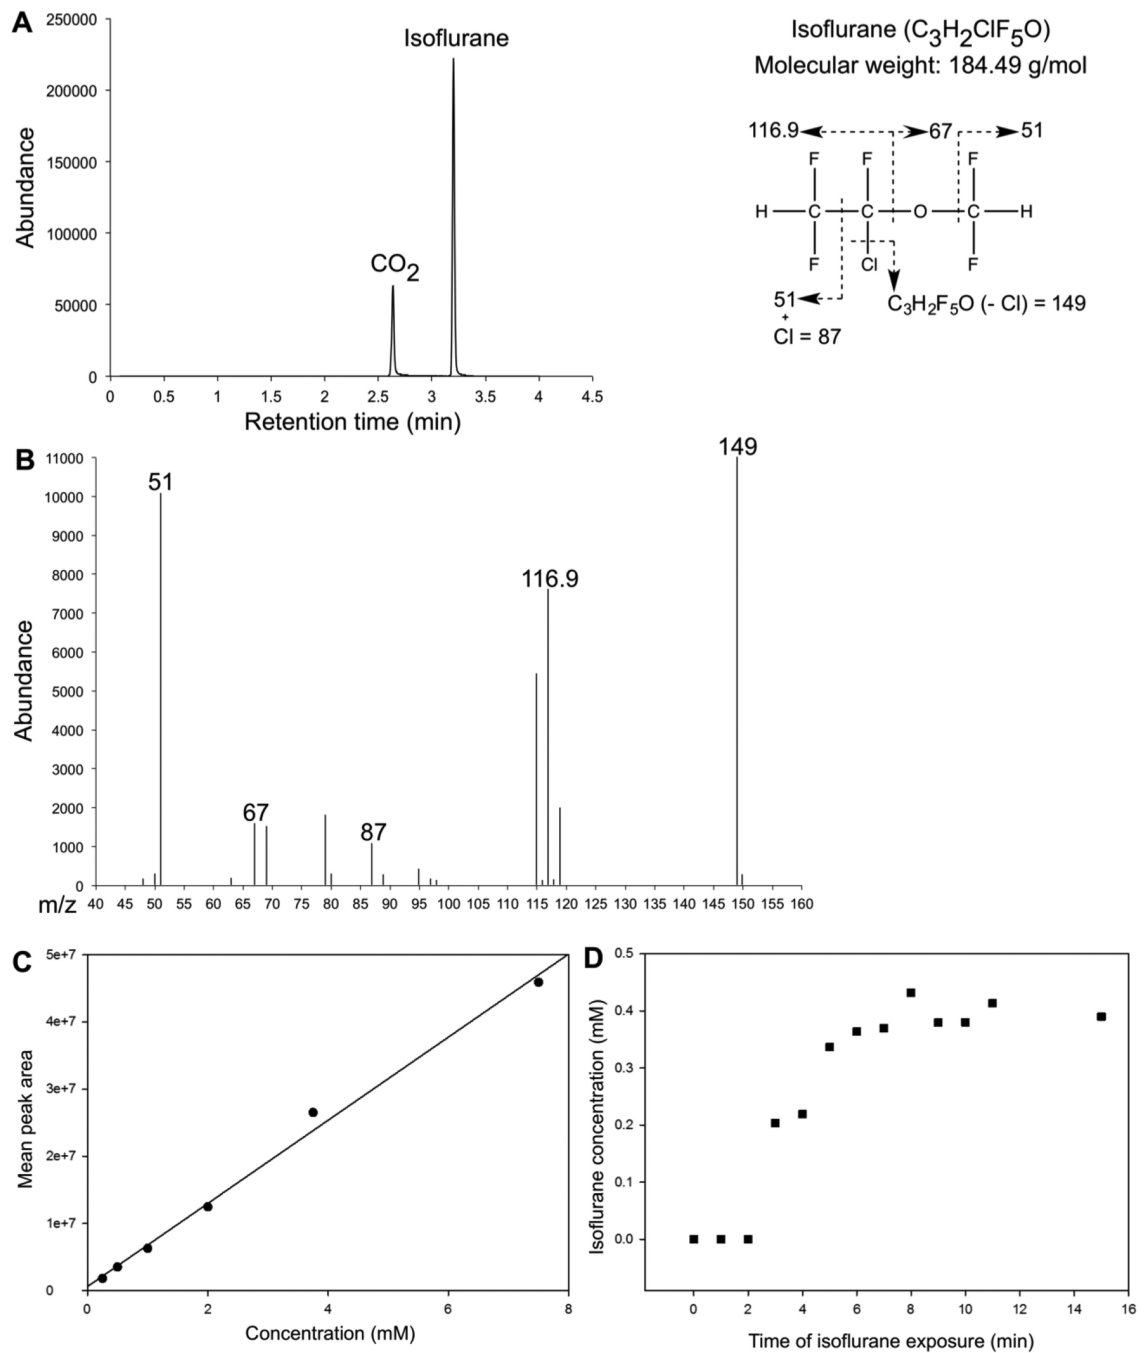 A
250000
200000
150000
100000
50000
0
Abundance
Isoflurane
CO2
0 0.5 1 1.5 2 2.5 3 3.5 4 4.5
Retention time (min)
Isoflurane (C3H2ClF5O)
Molecular weight: 184.49 g/mol
116.9 67 51
F F F
H C C O C H
F Cl F
51 C3H2F5O (- Cl) = 149
+
Cl = 87
B
11000
10000
9000
8000
7000
6000
5000
4000
3000
2000
1000
0
Abundance
51
67
87
116.9
149
m/z 40 45 50 55 60 65 70 75 80 85 90 95 100 105 110 115 120 125 130 135 140 145 150 155 160
C
5e+7
4e+7
3e+7
2e+7
1e+7
0
Mean peak area
0 2 4 6 8
Concentration (mM)
D
0.5
0.4
0.3
0.2
0.1
0.0
Isoflurane concentration (mM)
0 2 4 6 8 10 12 14 16
Time of isoflurane exposure (min)